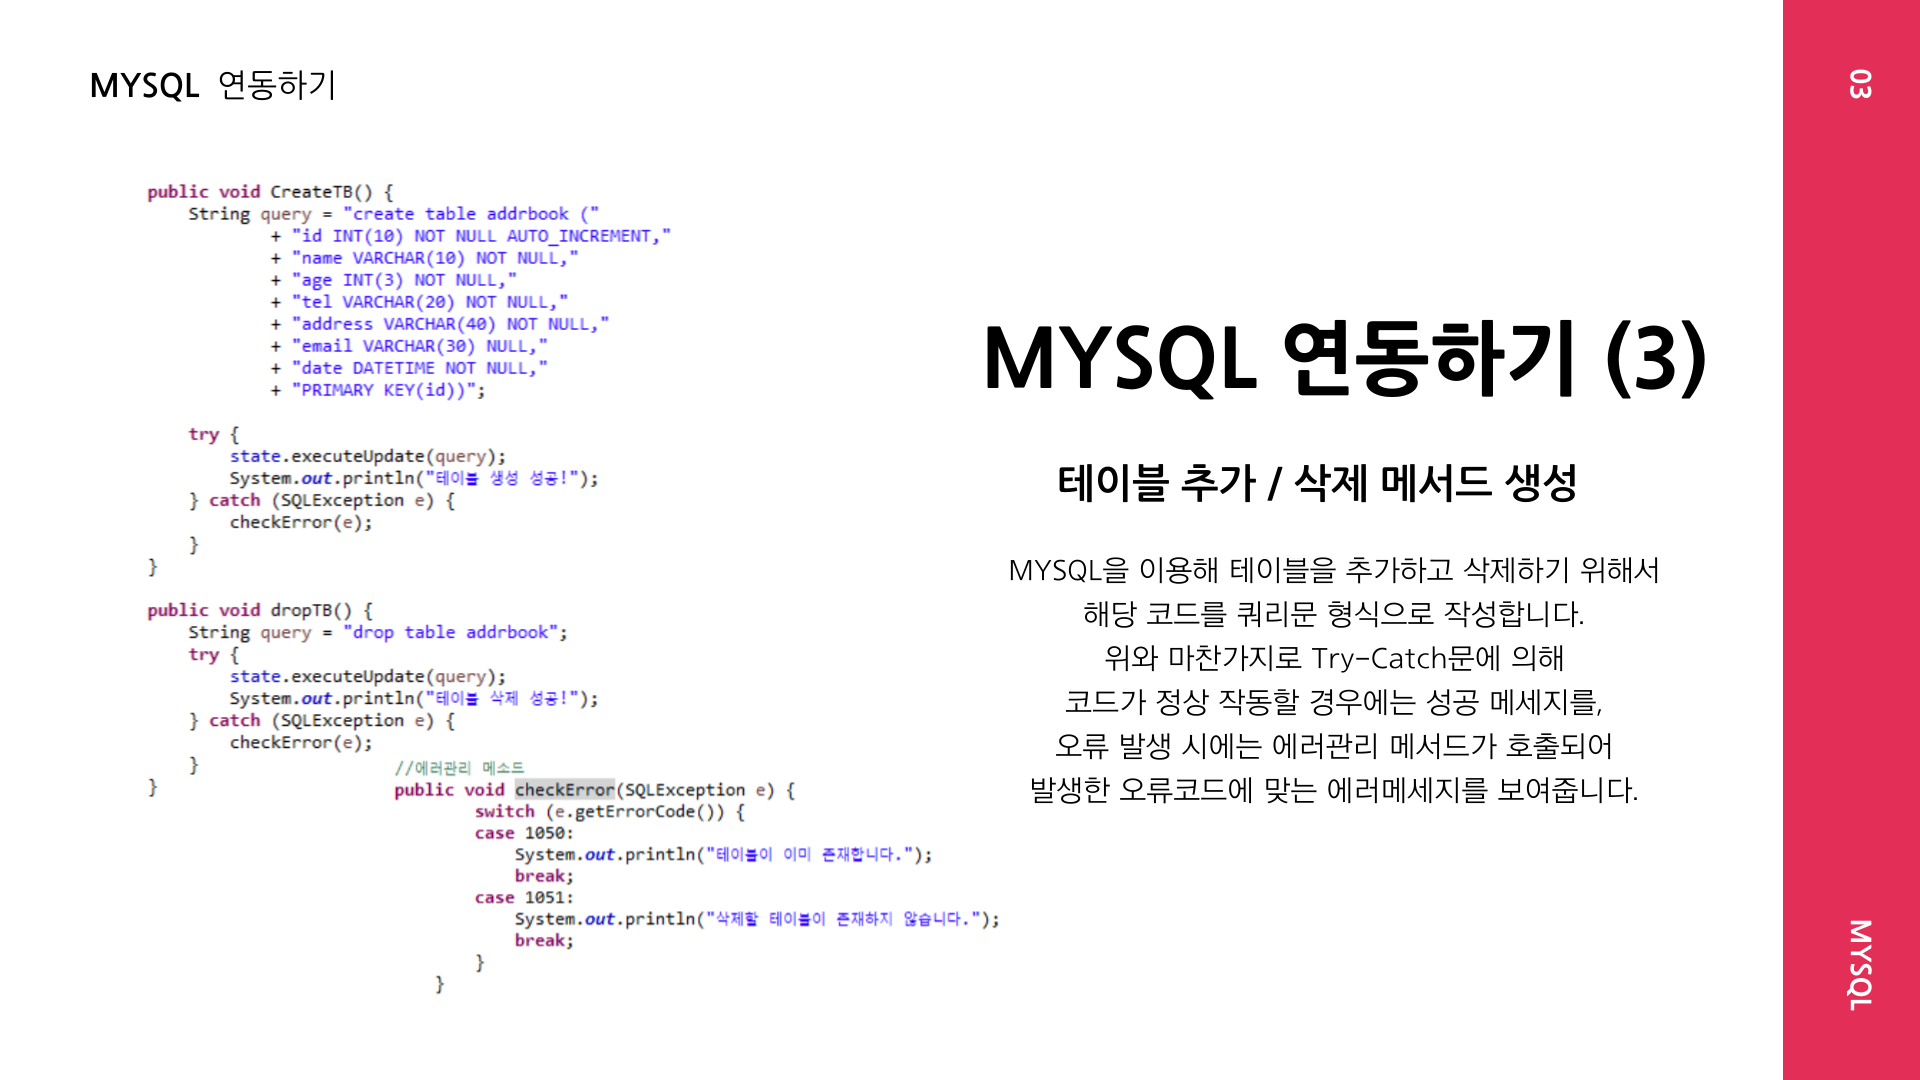 MYSQL 연동하기
03
public void CreateTB() {
String query = "create table addrbook ("
+ "id INT(10) NOT NULL AUTO_INCREMENT,"
+ "name VARCHAR(10) NOT NULL,"
+ "age INT(3) NOT NULL,"
+ "tel VARCHAR(20) NOT NULL,"
+ "address VARCHAR(40) NOT NULL,"
+ "email VARCHAR(30) NULL,"
+ "date DATETIME NOT NULL,"
+ "PRIMARY KEY(id))";
try {
state.executeUpdate(query);
System.out.println("테이블 생성 성공!");
} catch (SQLException e) {
checkError(e);
}
}
public void dropTB() {
String query = "drop table addrbook";
try {
state.executeUpdate(query);
System.out.println("테이블 삭제 성공!");
} catch (SQLException e) {
checkError(e);
}
}
//에러관리 메소드
public void checkError(SQLException e) {
switch (e.getErrorCode()) {
case 1050:
System.out.println("테이블이 이미 존재합니다.");
break;
case 1051:
System.out.println("삭제할 테이블이 존재하지 않습니다.");
break;
}
}
MYSQL 연동하기 (3)
테이블 추가 / 삭제 메서드 생성
MYSQL을 이용해 테이블을 추가하고 삭제하기 위해서
해당 코드를 쿼리문 형식으로 작성합니다.
위와 마찬가지로 Try-Catch문에 의해
코드가 정상 작동할 경우에는 성공 메세지를,
오류 발생 시에는 에러관리 메서드가 호출되어
발생한 오류코드에 맞는 에러메세지를 보여줍니다.
MYSQL